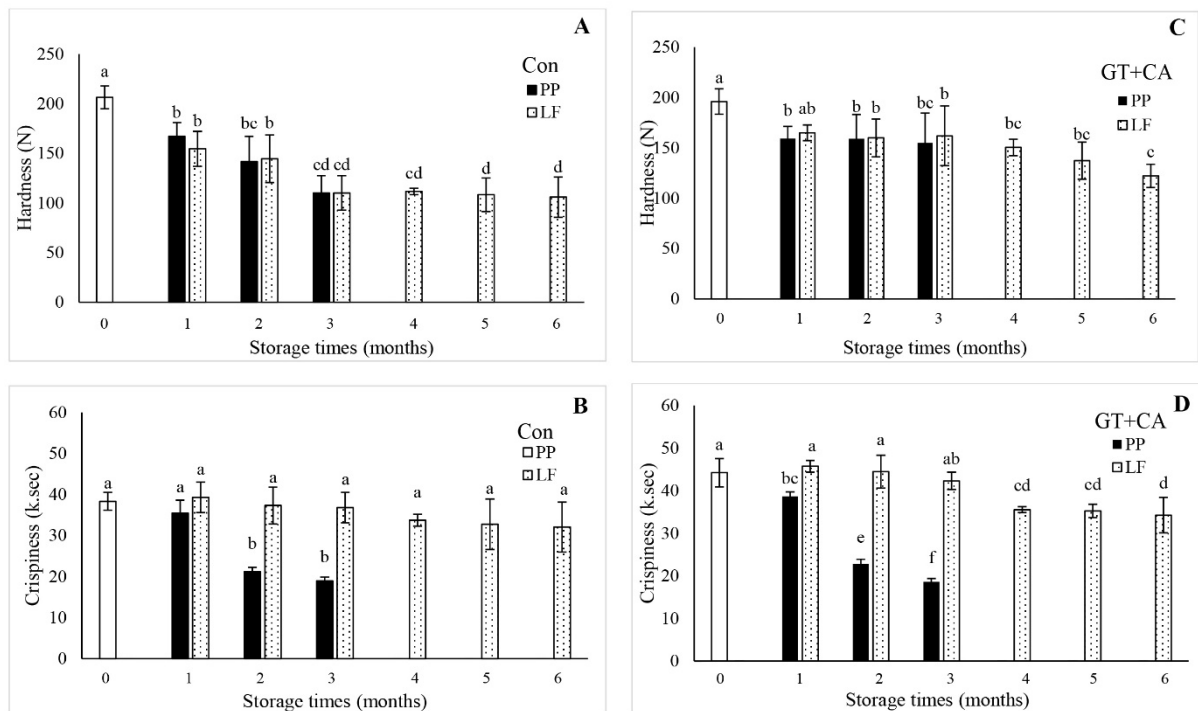 A
Con
PP
LF
Hardness (N)
250
200
150
100
50
0
a
b b
bc b
cd cd
cd
d
d
0 1 2 3 4 5 6
Storage times (months)
C
GT+CA
PP
LF
Hardness (N)
250
200
150
100
50
0
a
b ab
b b
bc b
bc
bc
c
0 1 2 3 4 5 6
Storage times (months)
B
Con
PP
LF
Crispiness (k.sec)
60
50
40
30
20
10
0
a
a a
b a
b a
a
a
a
0 1 2 3 4 5 6
Storage times (months)
D
GT+CA
PP
LF
Crispiness (k.sec)
60
50
40
30
20
10
0
a
bc a
e a
f ab
cd
cd
d
0 1 2 3 4 5 6
Storage times (months)